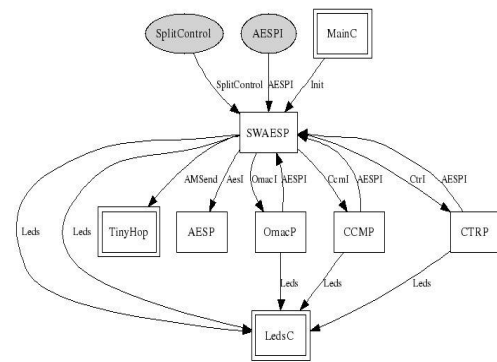 SplitControl
AESPI
MainC
SplitControl
AESPI
Init
SWAESP
AMSend
AesI
OmacI
AESPI
CcmI
AESPI
CtrI
AESPI
Leds
Leds
TinyHop
AESP
OmacP
CCMP
CTRP
Leds
Leds
Leds
LedsC